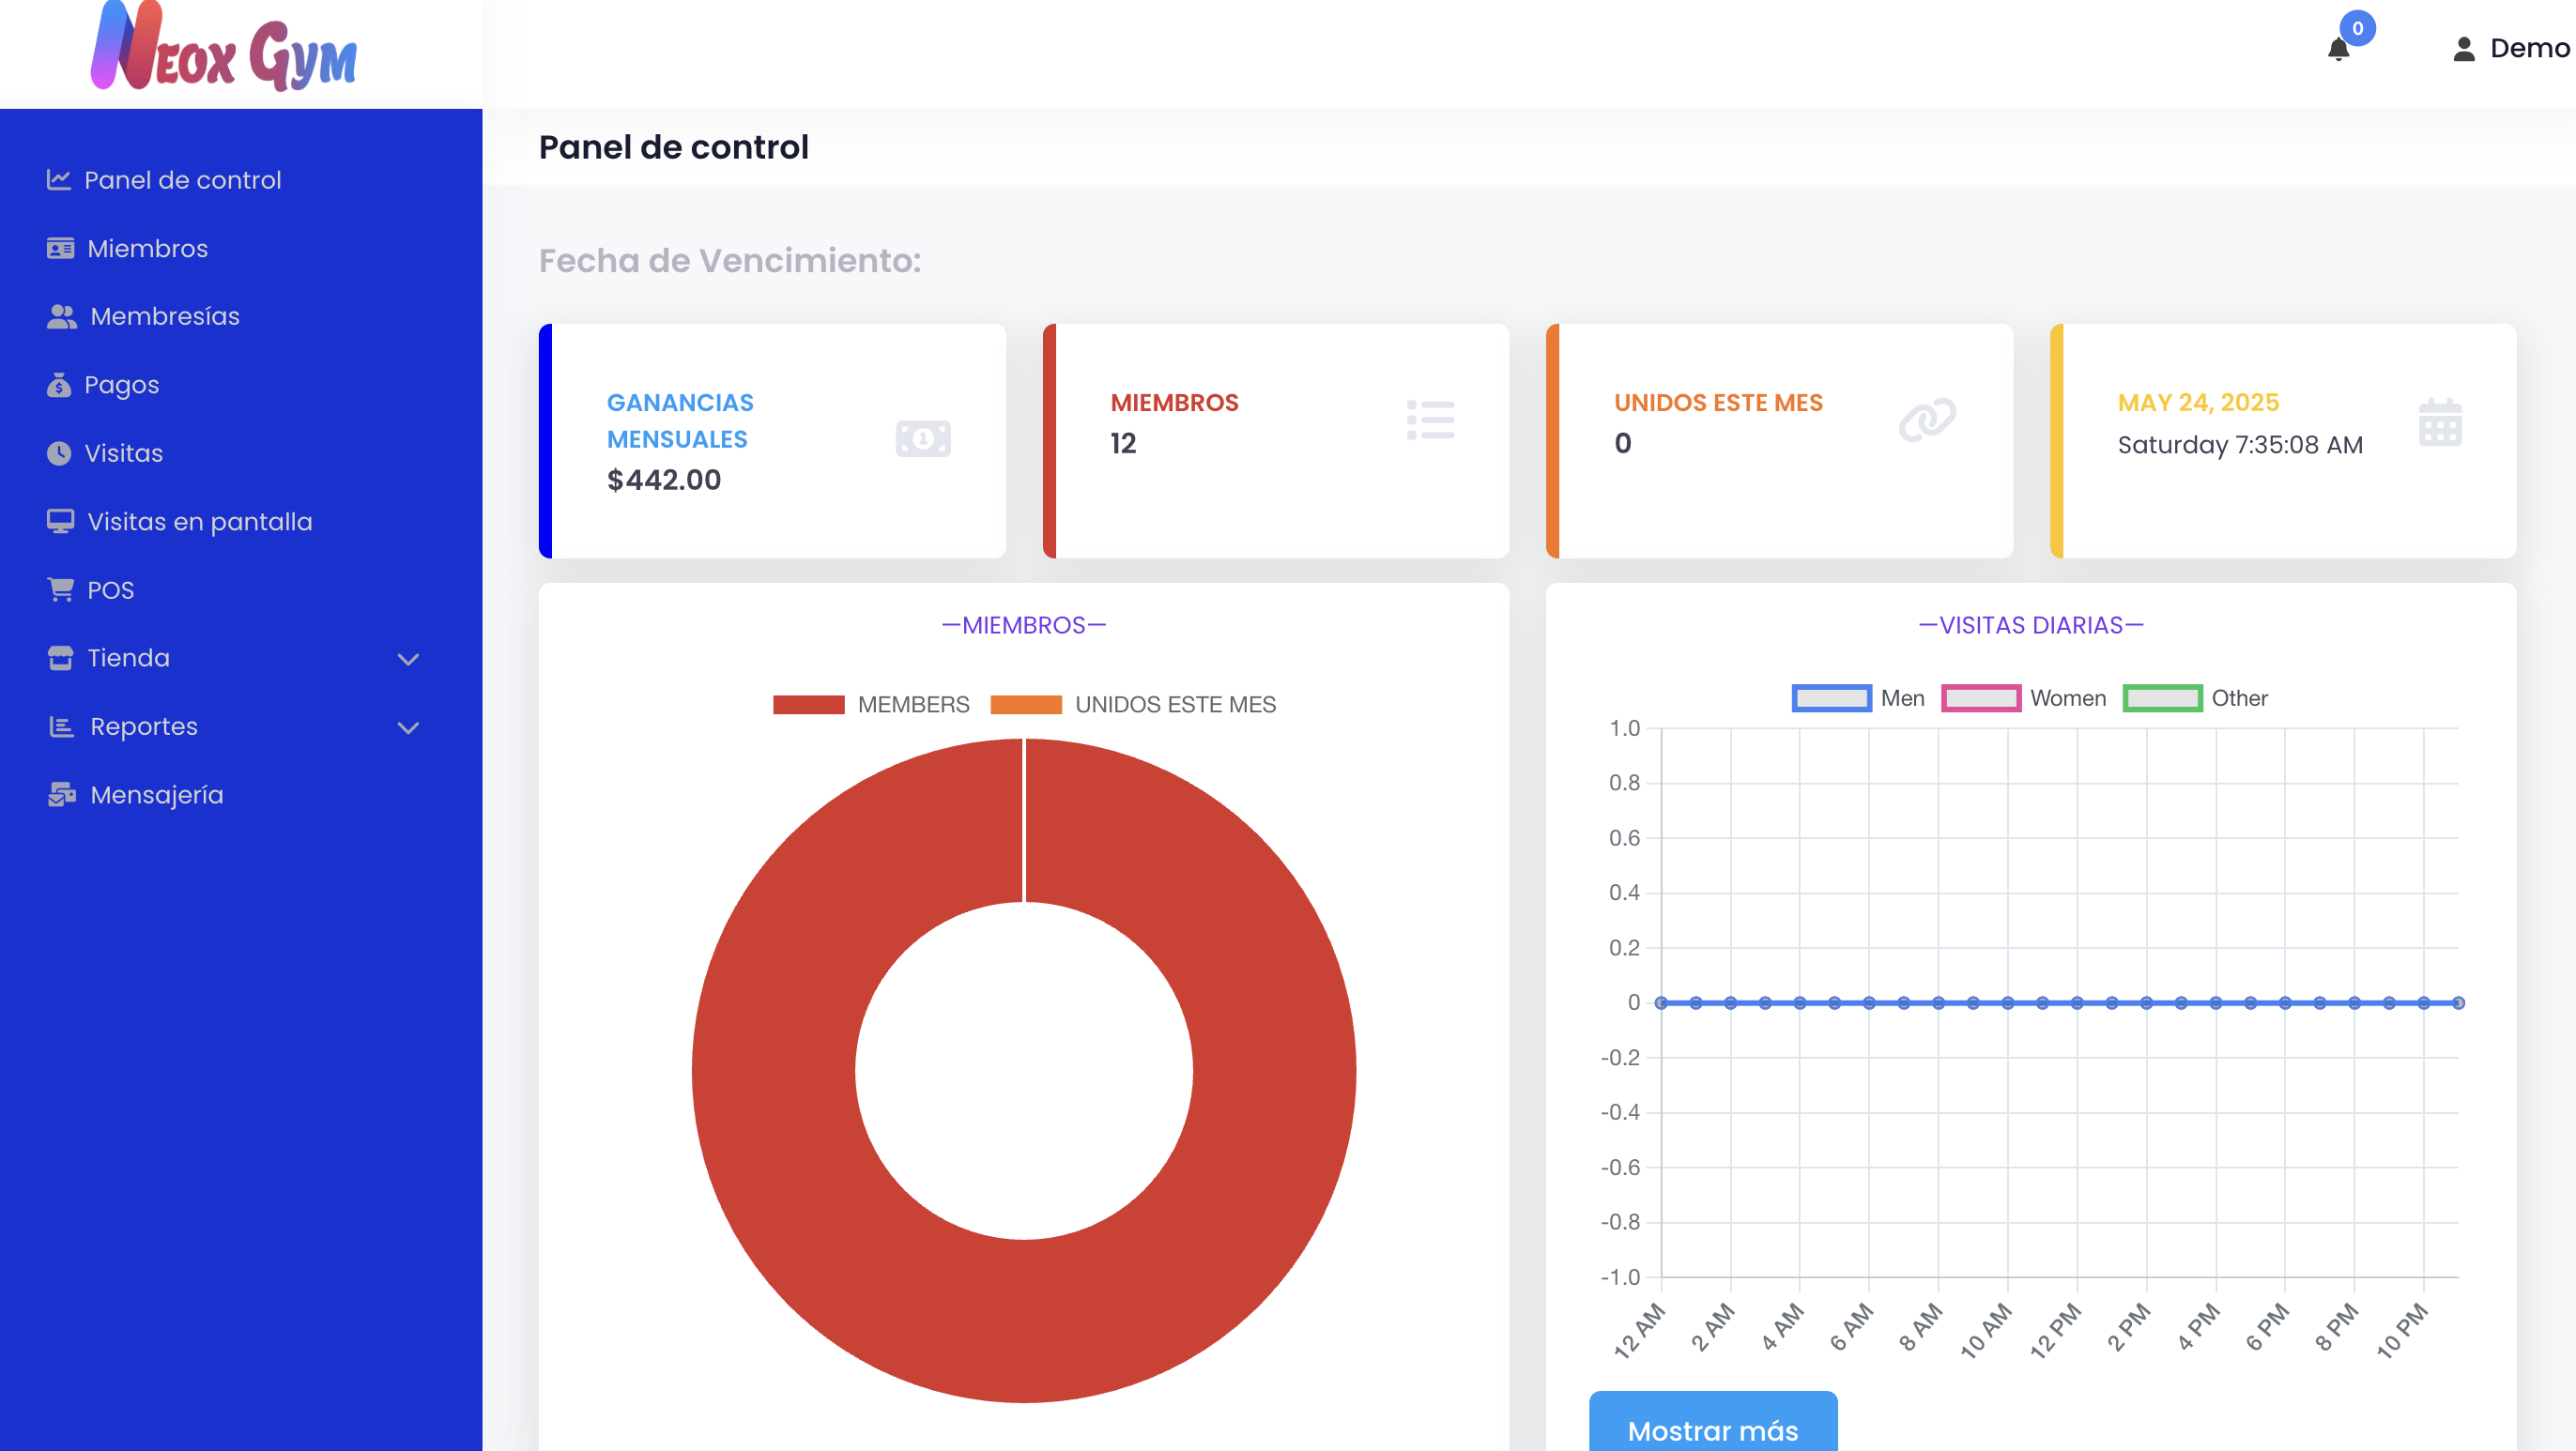 Neox Gym
0
Demo
Panel de control
Miembros
Membresías
Pagos
Visitas
Visitas en pantalla
POS
Tienda
Reportes
Mensajería
Panel de control
Fecha de Vencimiento:
GANANCIAS
MENSUALES
$442.00
MIEMBROS
12
UNIDOS ESTE MES
0
MAY 24, 2025
Saturday 7:35:08 AM
—MIEMBROS—
MEMBERS UNIDOS ESTE MES
—VISITAS DIARIAS—
Men Women Other
1.0
0.8
0.6
0.4
0.2
0
-0.2
-0.4
-0.6
-0.8
-1.0
12 AM 2 AM 4 AM 6 AM 8 AM 10 AM 12 PM 2 PM 4 PM 6 PM 8 PM 10 PM
Mostrar más